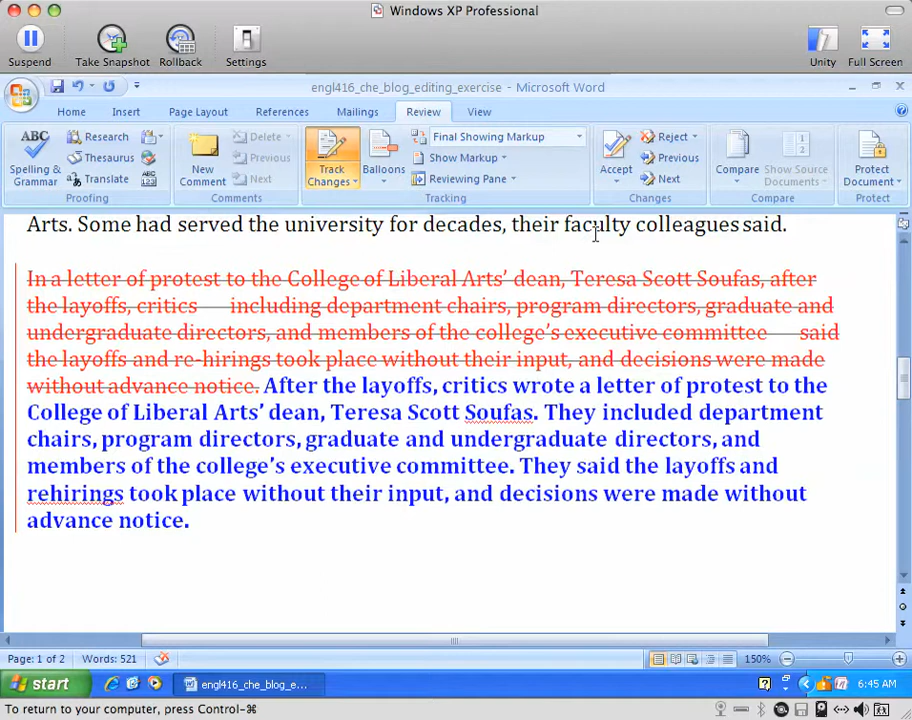 Windows XP Professional
Suspend
Take Snapshot
Rollback
Settings
Unity
Full Screen
engl416_che_blog_editing_exercise - Microsoft Word
Home Insert Page Layout References Mailings Review View
ABC
Spelling & Grammar
Research
Thesaurus
Translate
ABC
123
Proofing
New Comment
Delete
Previous
Next
Comments
Track Changes
Balloons
Final Showing Markup
Show Markup
Reviewing Pane
Tracking
Accept
Reject
Previous
Next
Changes
Compare
Show Source Documents
Compare
Protect Document
Protect
Arts. Some had served the university for decades, their faculty colleagues said.
In a letter of protest to the College of Liberal Arts’ dean, Teresa Scott Soufas, after
the layoffs, critics — including department chairs, program directors, graduate and
undergraduate directors, and members of the college’s executive committee — said
the layoffs and re-hirings took place without their input, and decisions were made
without advance notice. After the layoffs, critics wrote a letter of protest to the
College of Liberal Arts’ dean, Teresa Scott Soufas. They included department
chairs, program directors, graduate and undergraduate directors, and
members of the college’s executive committee. They said the layoffs and
rehirings took place without their input, and decisions were made without
advance notice.
Page: 1 of 2 Words: 521
150%
start
engl416_che_blog_e...
6:45 AM
To return to your computer, press Control-⌘